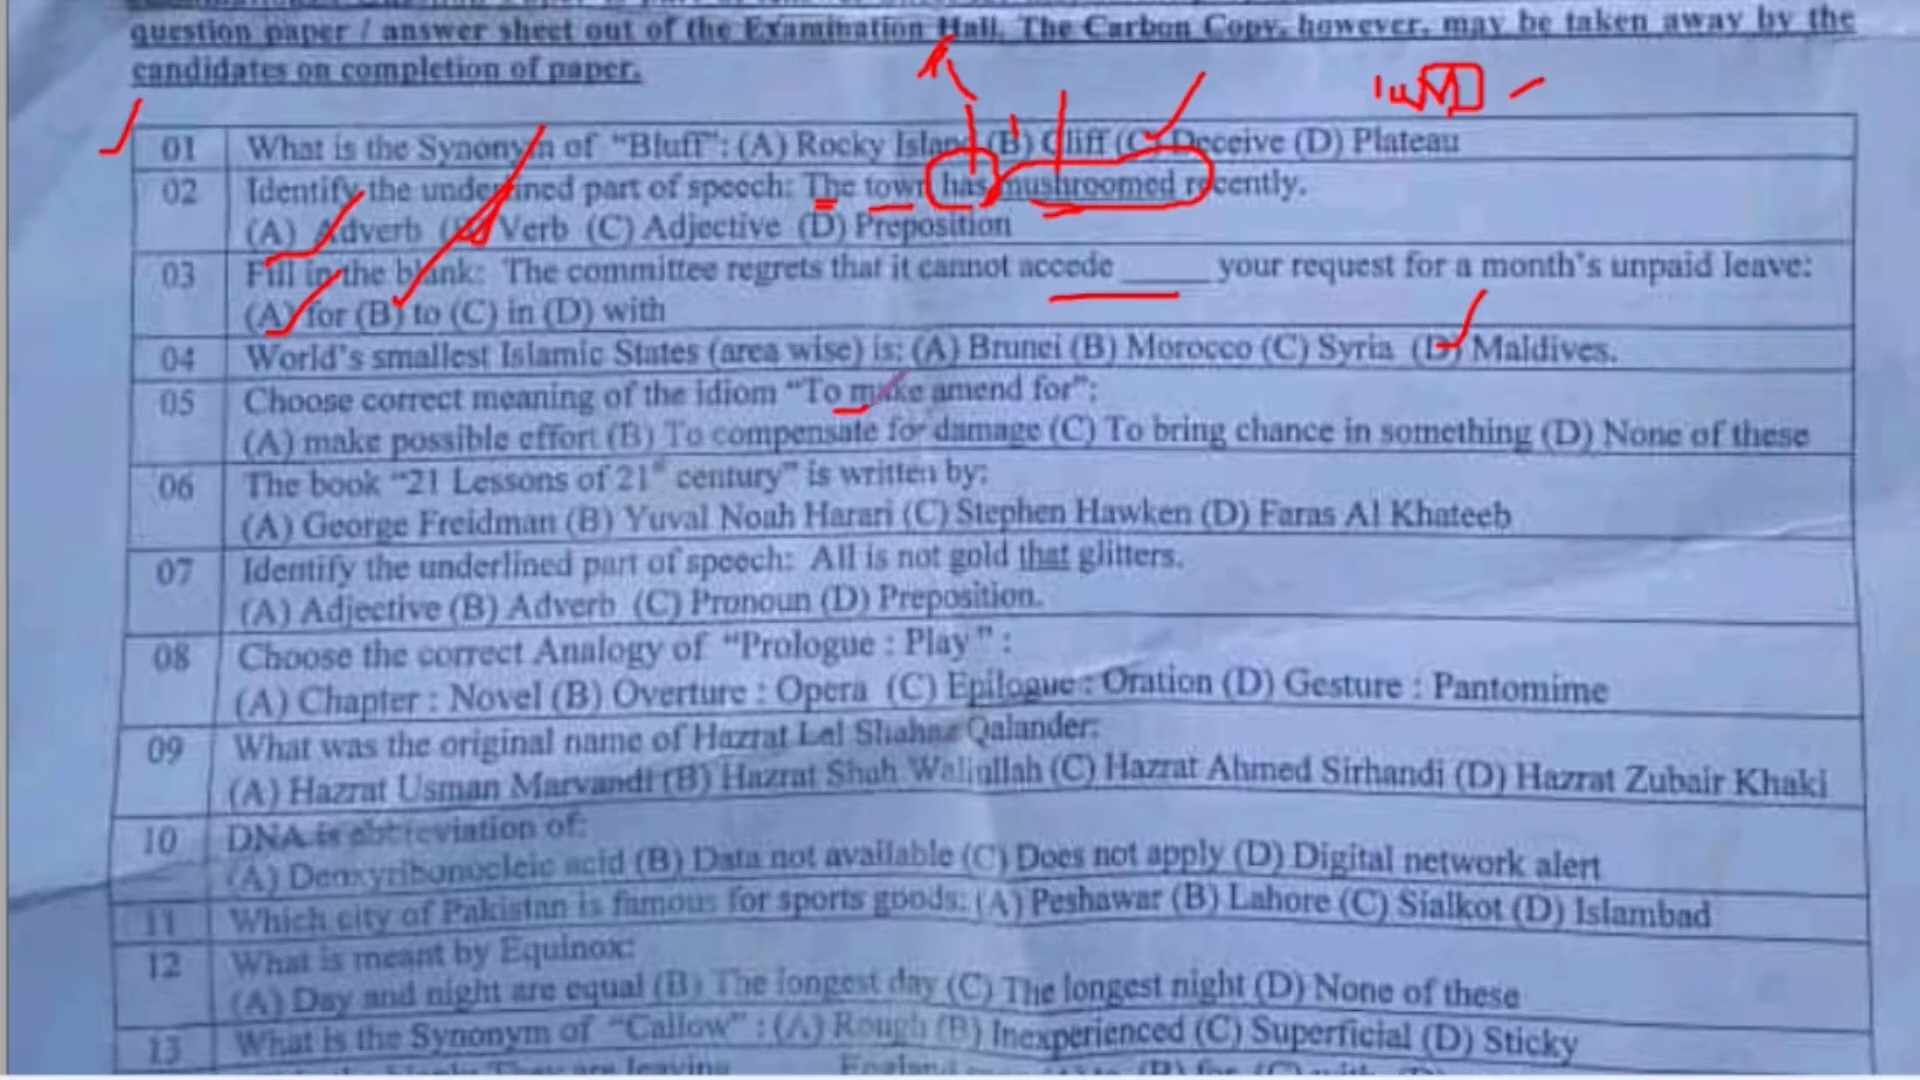 question paper / answer sheet out of the Examination Hall. The Carbon Copy, however, may be taken away by the
candidates on completion of paper.
01 What is the Synonym of "Bluff": (A) Rocky Island (B) Cliff (C) Deceive (D) Plateau
02 Identify the underlined part of speech: The town has mushroomed recently.
(A) Adverb (B) Verb (C) Adjective (D) Preposition
03 Fill in the blank: The committee regrets that it cannot accede _____ your request for a month's unpaid leave:
(A) for (B) to (C) in (D) with
04 World's smallest Islamic States (area wise) is: (A) Brunei (B) Morocco (C) Syria (D) Maldives.
05 Choose correct meaning of the idiom "To make amend for":
(A) make possible effort (B) To compensate for damage (C) To bring chance in something (D) None of these
06 The book "21 Lessons of 21st century" is written by:
(A) George Freidman (B) Yuval Noah Harari (C) Stephen Hawken (D) Faras Al Khateeb
07 Identify the underlined part of speech: All is not gold that glitters.
(A) Adjective (B) Adverb (C) Pronoun (D) Preposition.
08 Choose the correct Analogy of "Prologue : Play" :
(A) Chapter : Novel (B) Overture : Opera (C) Epilogue : Oration (D) Gesture : Pantomime
09 What was the original name of Hazrat Lal Shahaz Qalander:
(A) Hazrat Usman Marvandi (B) Hazrat Shah Waliullah (C) Hazrat Ahmed Sirhandi (D) Hazrat Zubair Khaki
10 DNA is abbreviation of:
(A) Deoxyribonucleic acid (B) Data not available (C) Does not apply (D) Digital network alert
11 Which city of Pakistan is famous for sports goods: (A) Peshawar (B) Lahore (C) Sialkot (D) Islambad
12 What is meant by Equinox:
(A) Day and night are equal (B) The longest day (C) The longest night (D) None of these
13 What is the Synonym of "Callow" : (A) Rough (B) Inexperienced (C) Superficial (D) Sticky
They are leaving England